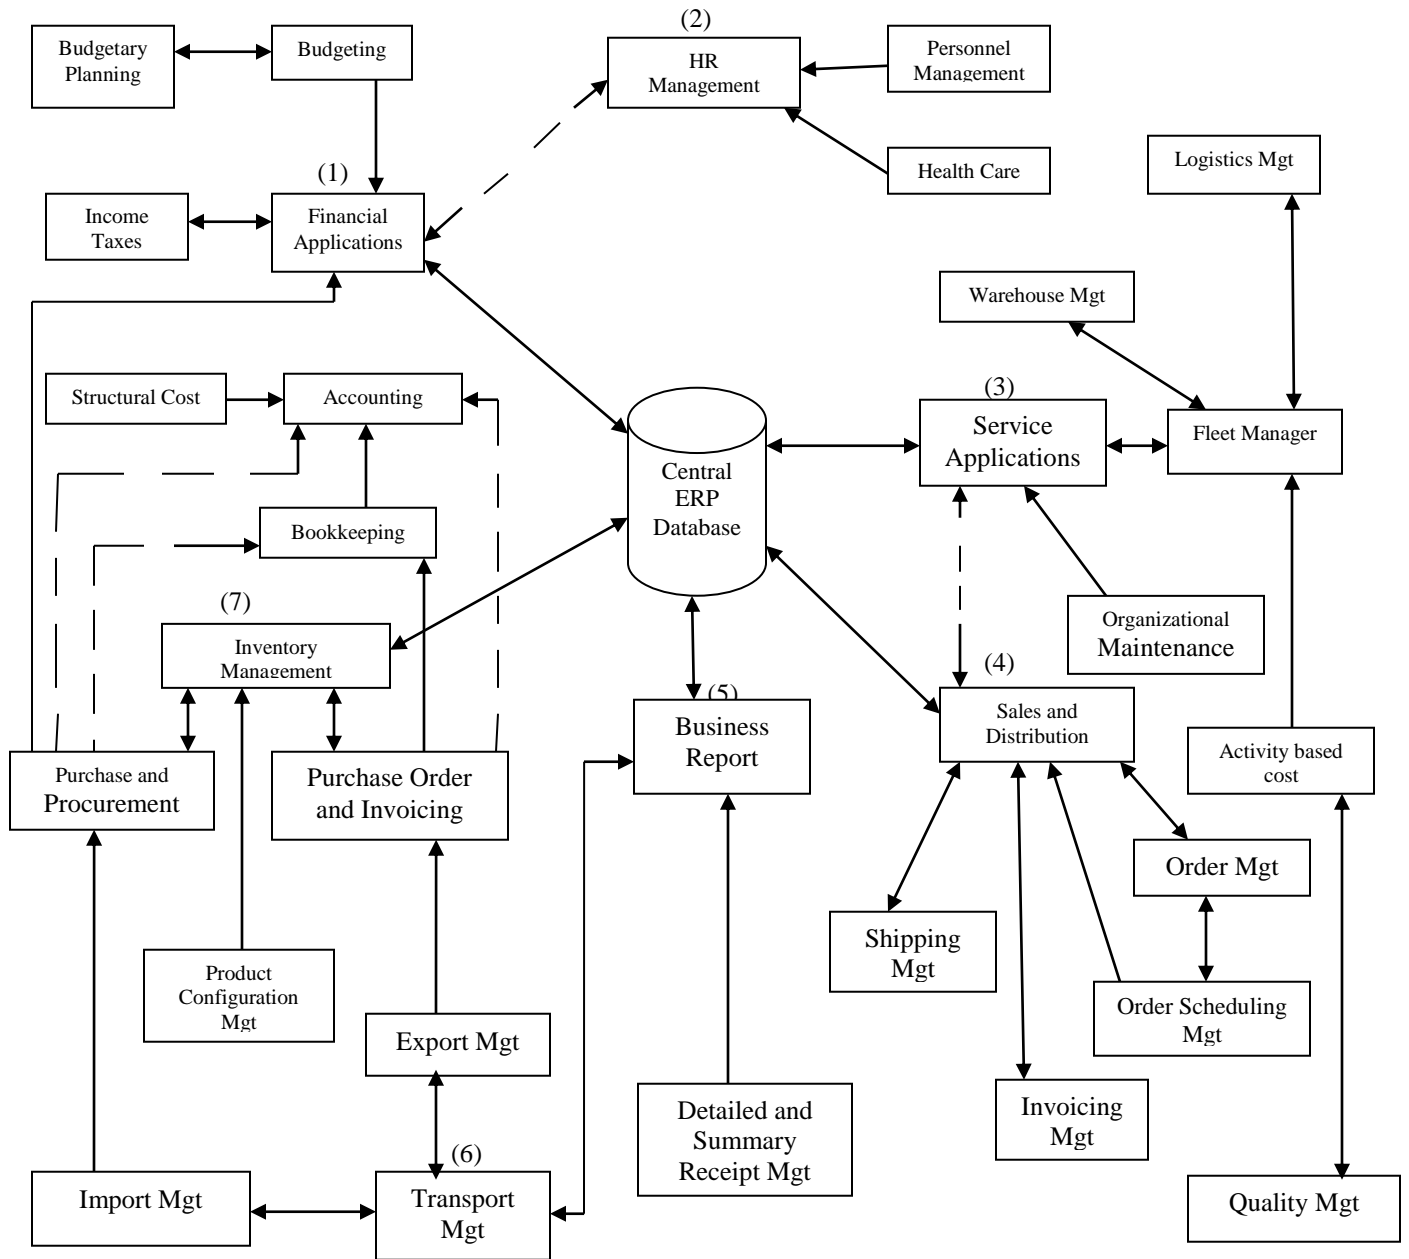 (2)
Budgetary
Planning
Budgeting
HR
Management
Personnel
Management
Health Care
Logistics Mgt
(1)
Income
Taxes
Financial
Applications
Warehouse Mgt
Structural Cost
Accounting
(3)
Service
Applications
Fleet Manager
Central
ERP
Database
Bookkeeping
(7)
Inventory
Management
Organizational
Maintenance
(4)
Sales and
Distribution
(5)
Business
Report
Purchase and
Procurement
Purchase Order
and Invoicing
Activity based
cost
Order Mgt
Shipping
Mgt
Product
Configuration
Mgt
Order Scheduling
Mgt
Export Mgt
Detailed and
Summary
Receipt Mgt
Invoicing
Mgt
(6)
Import Mgt
Transport
Mgt
Quality Mgt